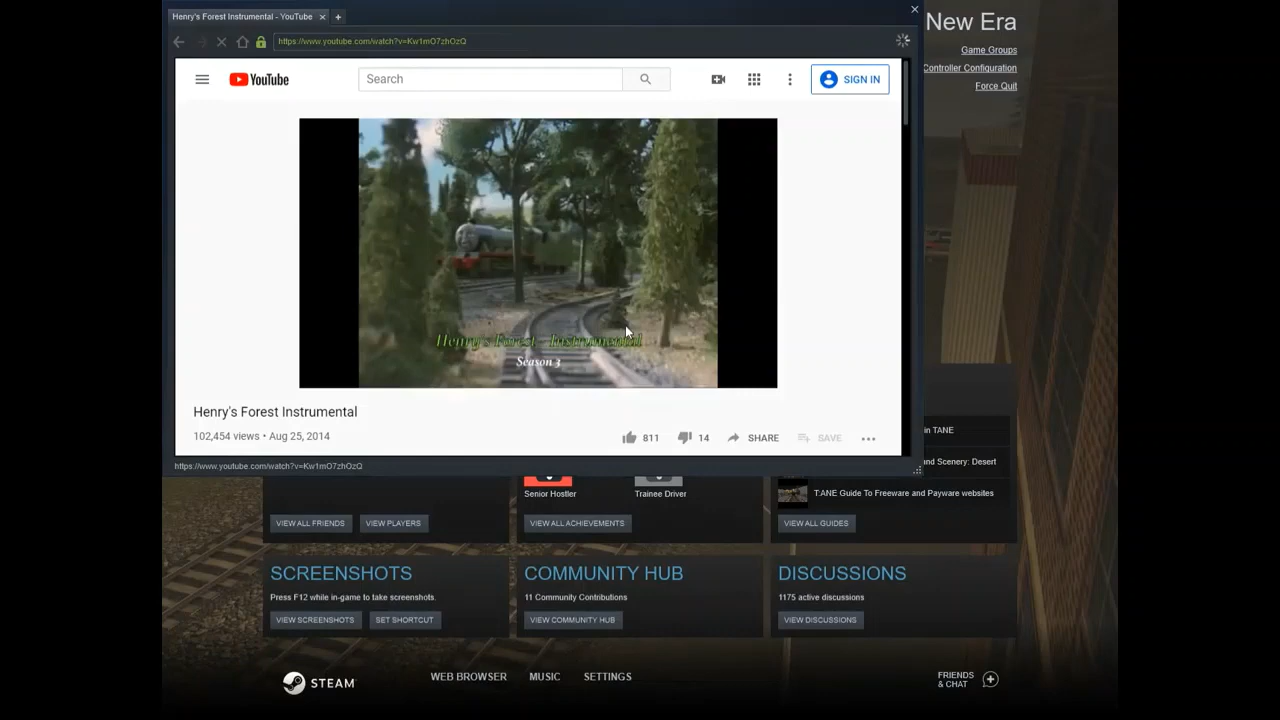 Henry's Forest Instrumental - YouTube
New Era
https://www.youtube.com/watch?v=Kw1mO7zhOzQ
Game Groups
Controller Configuration
Force Quit
YouTube
Search
SIGN IN
Henry's Forest - Instrumental
Season 3
Henry's Forest Instrumental
102,454 views • Aug 25, 2014
811
14
SHARE
SAVE
https://www.youtube.com/watch?v=Kw1mO7zhOzQ
in TANE
nd Scenery: Desert
T:ANE Guide To Freeware and Payware websites
Senior Hostler
Trainee Driver
VIEW ALL FRIENDS
VIEW PLAYERS
VIEW ALL ACHIEVEMENTS
VIEW ALL GUIDES
SCREENSHOTS
Press F12 while in-game to take screenshots.
VIEW SCREENSHOTS
SET SHORTCUT
COMMUNITY HUB
11 Community Contributions
VIEW COMMUNITY HUB
DISCUSSIONS
1175 active discussions
VIEW DISCUSSIONS
STEAM
WEB BROWSER
MUSIC
SETTINGS
FRIENDS
& CHAT